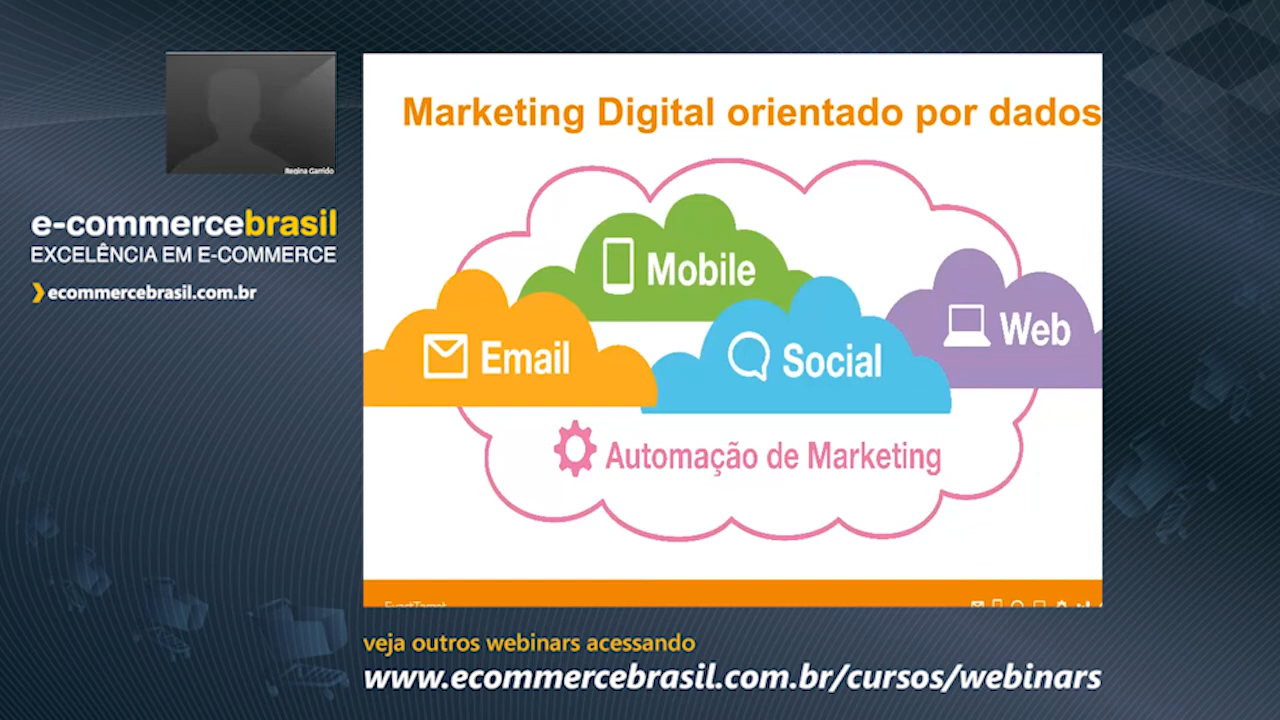 Regina Garrido
e-commercebrasil
EXCELÊNCIA EM E-COMMERCE
ecommercebrasil.com.br
Marketing Digital orientado por dados
Mobile
Email
Social
Web
Automação de Marketing
veja outros webinars acessando
www.ecommercebrasil.com.br/cursos/webinars